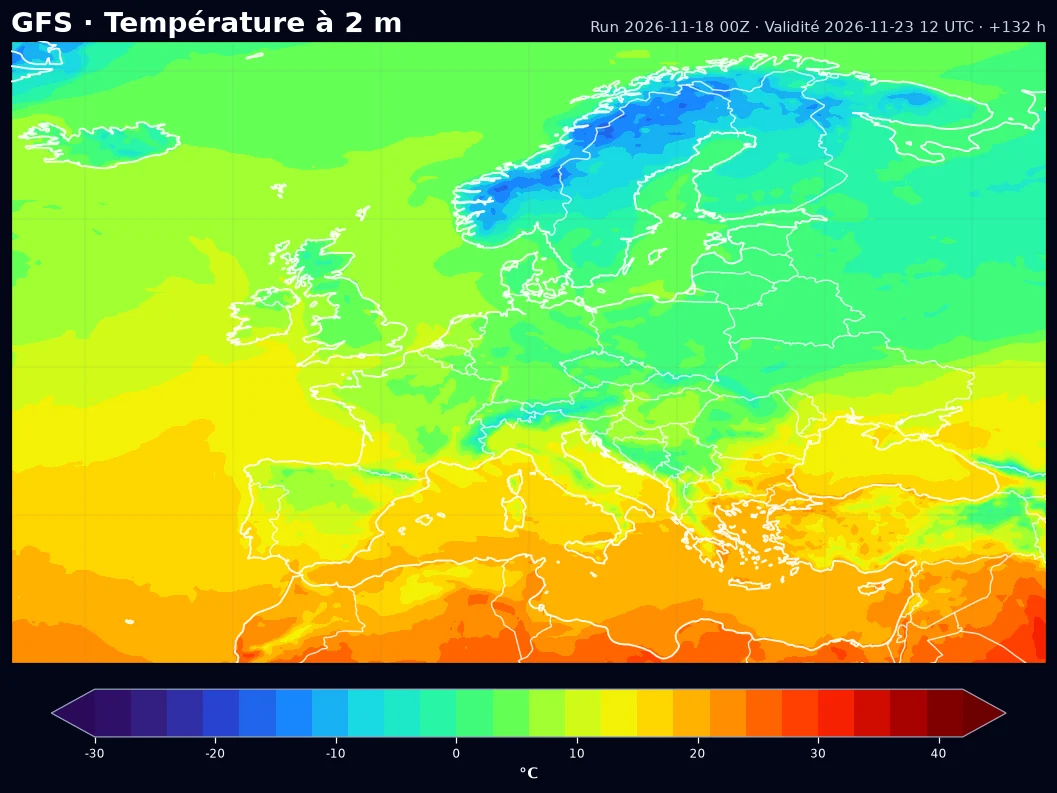 GFS · Température à 2 m
Run 2026-11-18 00Z · Validité 2026-11-23 12 UTC · +132 h
-30 -20 -10 0 10 20 30 40
°C